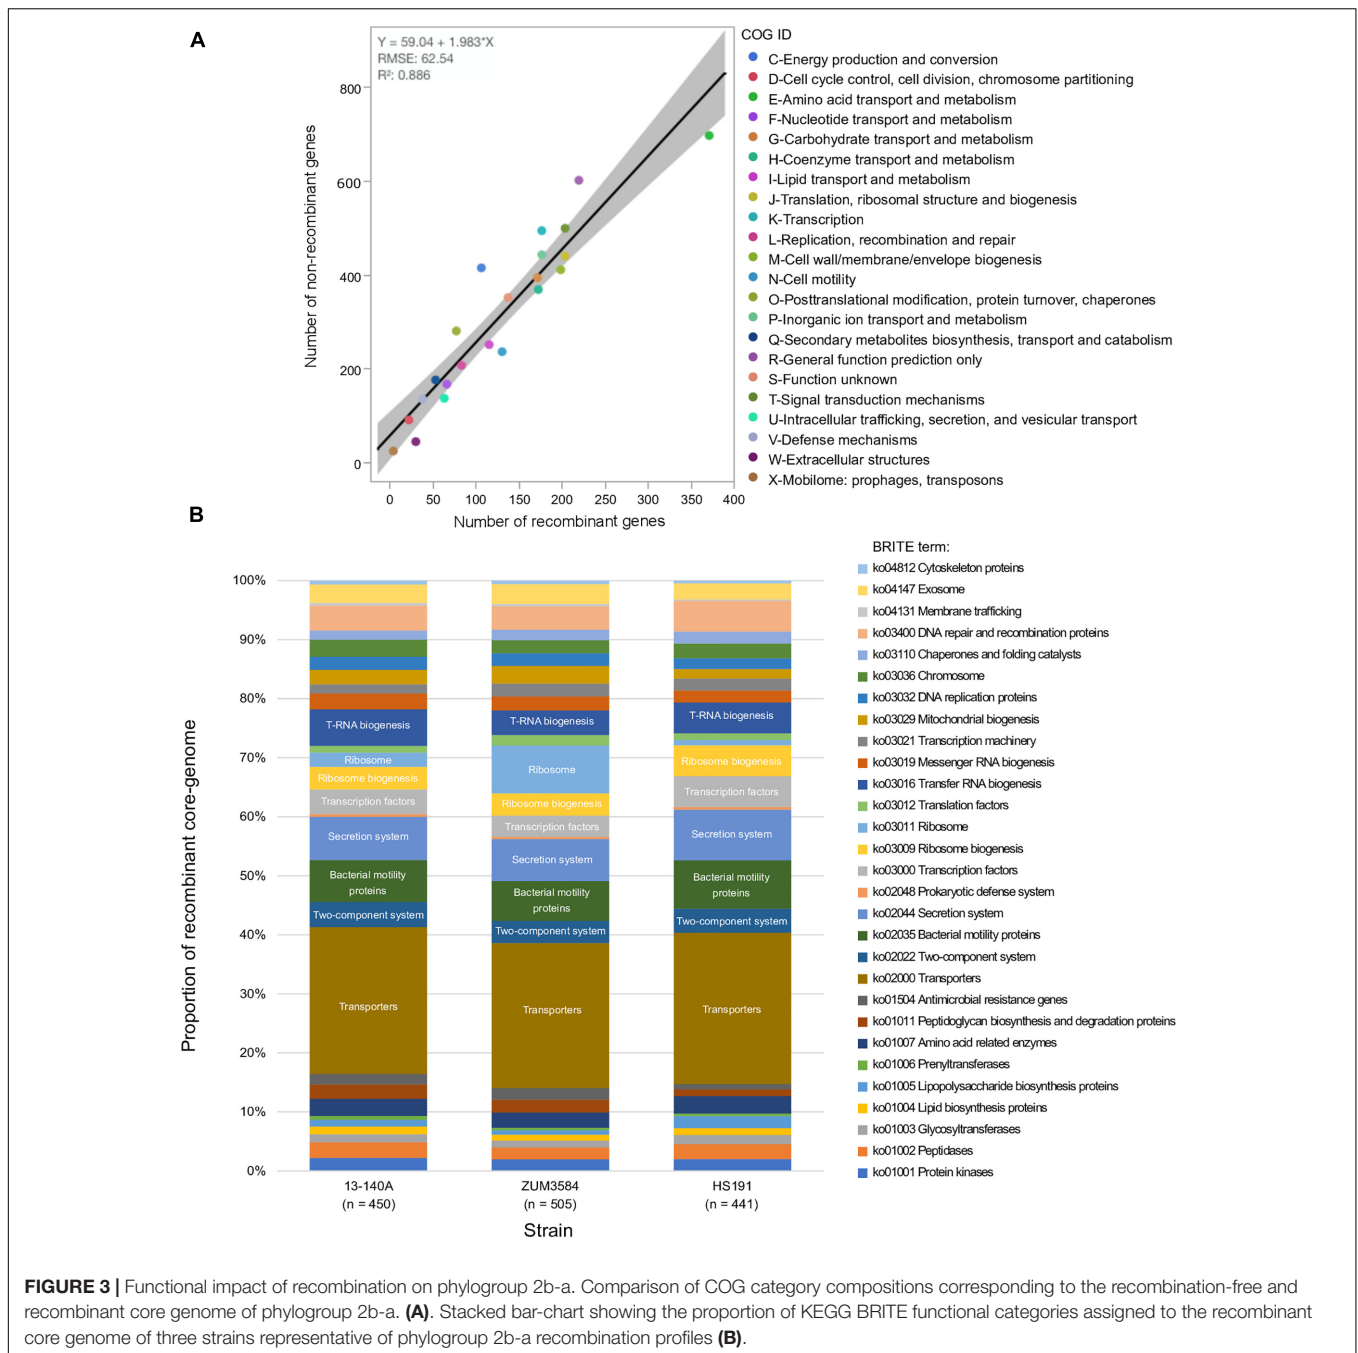 A
Y = 59.04 + 1.983*X
RMSE: 62.54
R²: 0.886
Number of non-recombinant genes
800
600
400
200
0
0 50 100 150 200 250 300 350 400
Number of recombinant genes
COG ID
C-Energy production and conversion
D-Cell cycle control, cell division, chromosome partitioning
E-Amino acid transport and metabolism
F-Nucleotide transport and metabolism
G-Carbohydrate transport and metabolism
H-Coenzyme transport and metabolism
I-Lipid transport and metabolism
J-Translation, ribosomal structure and biogenesis
K-Transcription
L-Replication, recombination and repair
M-Cell wall/membrane/envelope biogenesis
N-Cell motility
O-Posttranslational modification, protein turnover, chaperones
P-Inorganic ion transport and metabolism
Q-Secondary metabolites biosynthesis, transport and catabolism
R-General function prediction only
S-Function unknown
T-Signal transduction mechanisms
U-Intracellular trafficking, secretion, and vesicular transport
V-Defense mechanisms
W-Extracellular structures
X-Mobilome: prophages, transposons
B
Proportion of recombinant core-genome
100%
90%
80%
70%
60%
50%
40%
30%
20%
10%
0%
T-RNA biogenesis
Ribosome
Ribosome biogenesis
Transcription factors
Secretion system
Bacterial motility
proteins
Two-component system
Transporters
T-RNA biogenesis
Ribosome
Ribosome biogenesis
Transcription factors
Secretion system
Bacterial motility
proteins
Two-component system
Transporters
T-RNA biogenesis
Ribosome biogenesis
Transcription factors
Secretion system
Bacterial motility
proteins
Two-component system
Transporters
13-140A
(n = 450)
ZUM3584
(n = 505)
HS191
(n = 441)
Strain
BRITE term:
ko04812 Cytoskeleton proteins
ko04147 Exosome
ko04131 Membrane trafficking
ko03400 DNA repair and recombination proteins
ko03110 Chaperones and folding catalysts
ko03036 Chromosome
ko03032 DNA replication proteins
ko03029 Mitochondrial biogenesis
ko03021 Transcription machinery
ko03019 Messenger RNA biogenesis
ko03016 Transfer RNA biogenesis
ko03012 Translation factors
ko03011 Ribosome
ko03009 Ribosome biogenesis
ko03000 Transcription factors
ko02048 Prokaryotic defense system
ko02044 Secretion system
ko02035 Bacterial motility proteins
ko02022 Two-component system
ko02000 Transporters
ko01504 Antimicrobial resistance genes
ko01011 Peptidoglycan biosynthesis and degradation proteins
ko01007 Amino acid related enzymes
ko01006 Prenyltransferases
ko01005 Lipopolysaccharide biosynthesis proteins
ko01004 Lipid biosynthesis proteins
ko01003 Glycosyltransferases
ko01002 Peptidases
ko01001 Protein kinases
FIGURE 3 | Functional impact of recombination on phylogroup 2b-a. Comparison of COG category compositions corresponding to the recombination-free and
recombinant core genome of phylogroup 2b-a. (A). Stacked bar-chart showing the proportion of KEGG BRITE functional categories assigned to the recombinant
core genome of three strains representative of phylogroup 2b-a recombination profiles (B).